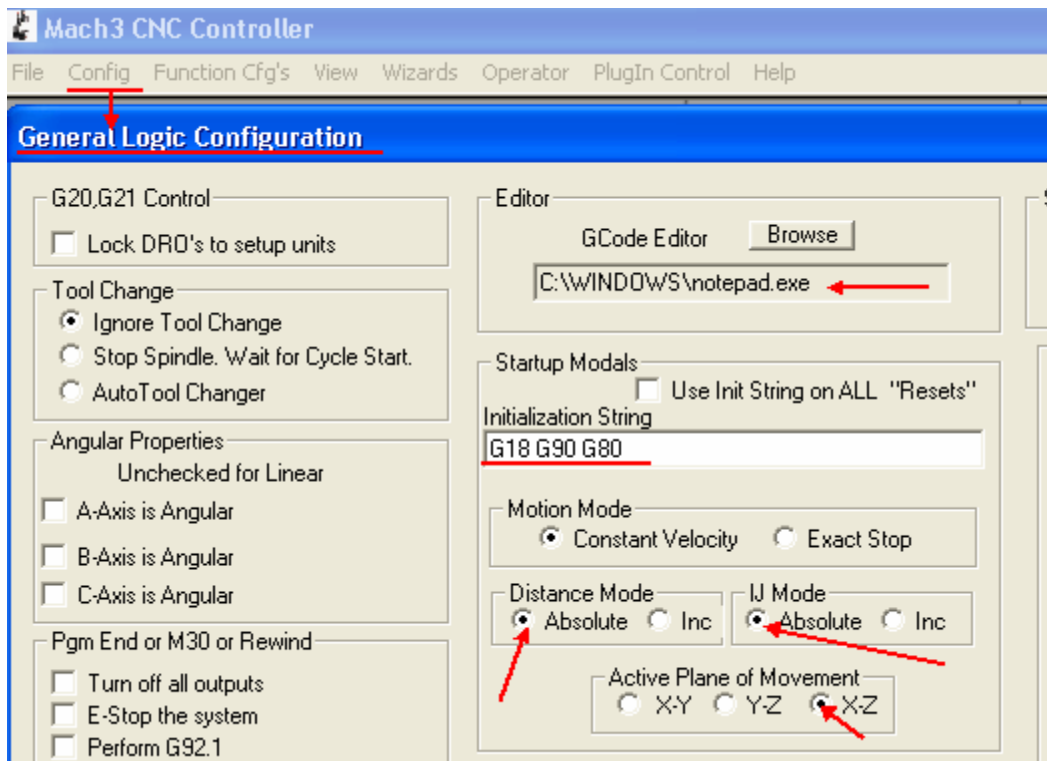 Mach3 CNC Controller
File Config Function Cfg's View Wizards Operator PlugIn Control Help
General Logic Configuration
G20,G21 Control
Lock DRO's to setup units
Tool Change
Ignore Tool Change
Stop Spindle. Wait for Cycle Start.
AutoTool Changer
Angular Properties
Unchecked for Linear
A-Axis is Angular
B-Axis is Angular
C-Axis is Angular
Pgm End or M30 or Rewind
Turn off all outputs
E-Stop the system
Perform G92.1
Editor
GCode Editor Browse
C:\WINDOWS\notepad.exe
Startup Modals
Use Init String on ALL "Resets"
Initialization String
G18 G90 G80
Motion Mode
Constant Velocity Exact Stop
Distance Mode
Absolute Inc
IJ Mode
Absolute Inc
Active Plane of Movement
X-Y Y-Z X-Z